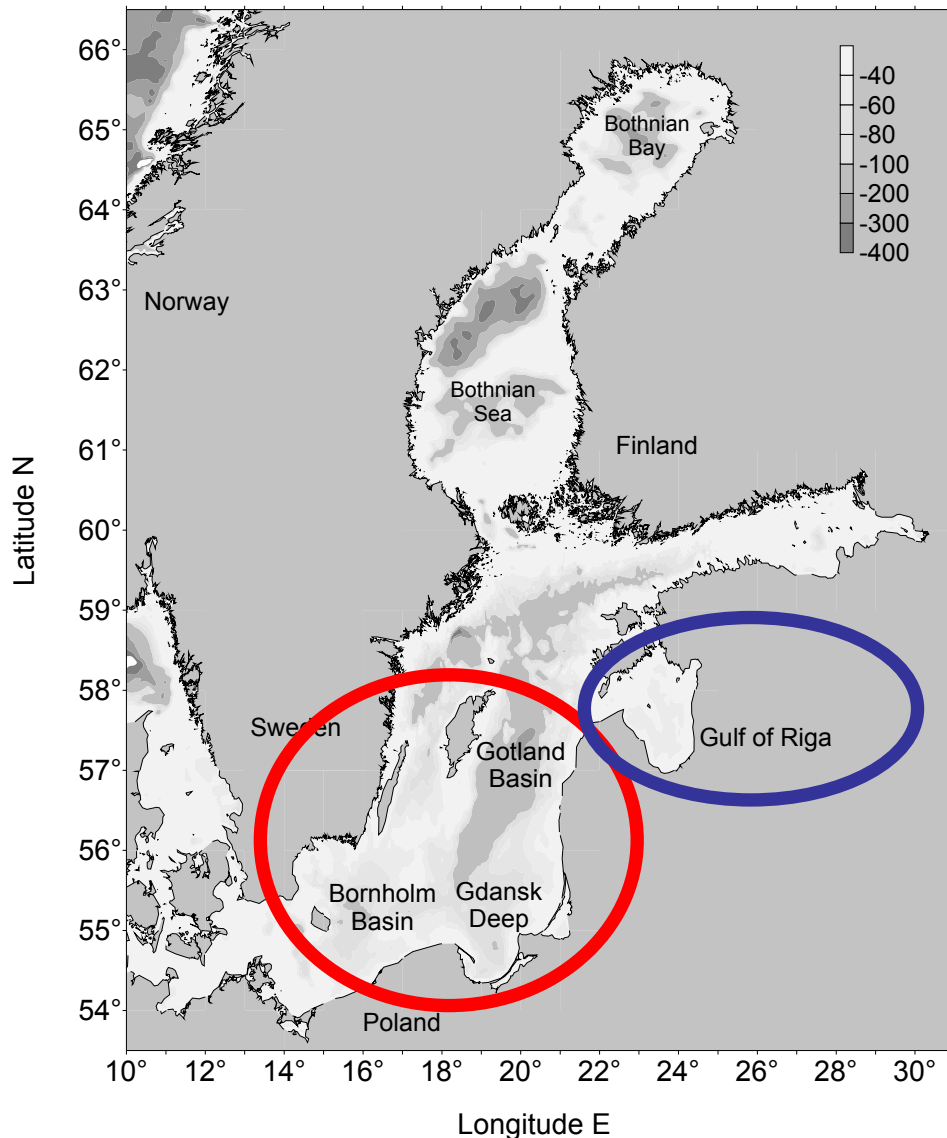 66°
65°
64°
63°
62°
61°
60°
59°
58°
57°
56°
55°
54°
Latitude N
-40
-60
-80
-100
-200
-300
-400
Bothnian
Bay
Norway
Bothnian
Sea
Finland
Sweden
Gotland
Basin
Gulf of Riga
Bornholm
Basin
Gdansk
Deep
Poland
10° 12° 14° 16° 18° 20° 22° 24° 26° 28° 30°
Longitude E